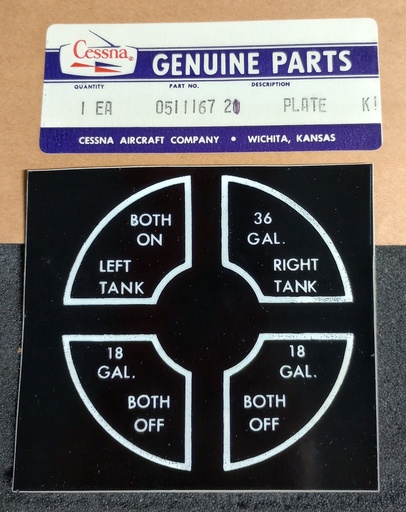 Cessna®
GENUINE PARTS
QUANTITY PART NO. DESCRIPTION
1 EA 0511167 PLATE
CESSNA AIRCRAFT COMPANY • WICHITA, KANSAS
BOTH
ON
LEFT
TANK
36
GAL.
RIGHT
TANK
18
GAL.
BOTH
OFF
18
GAL.
BOTH
OFF